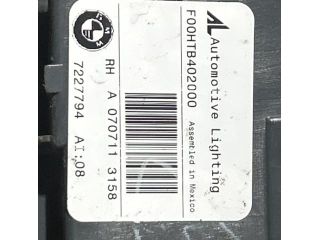 AL Automotive Lighting
F00HTB402000 Assembled in Mexico
RH A 070711 3158
7227794 AI:08